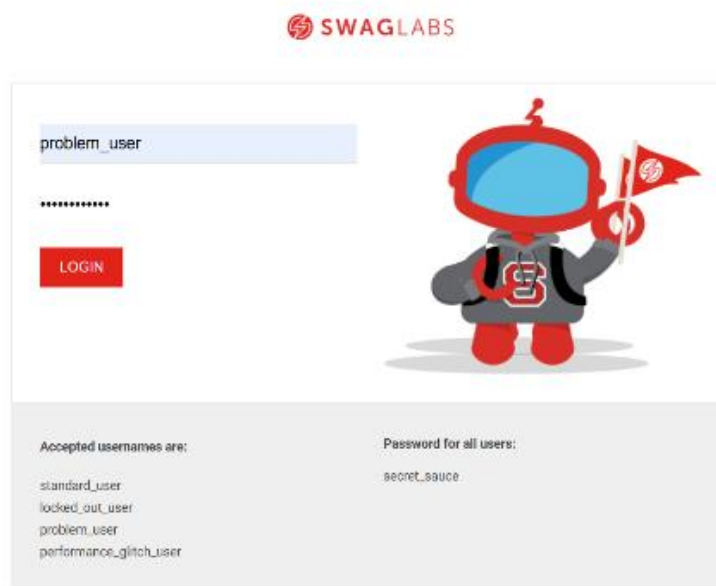 SWAGLABS
problem_user
••••••••••••
LOGIN
S
Accepted usernames are:
standard_user
locked_out_user
problem_user
performance_glitch_user
Password for all users:
secret_sauce